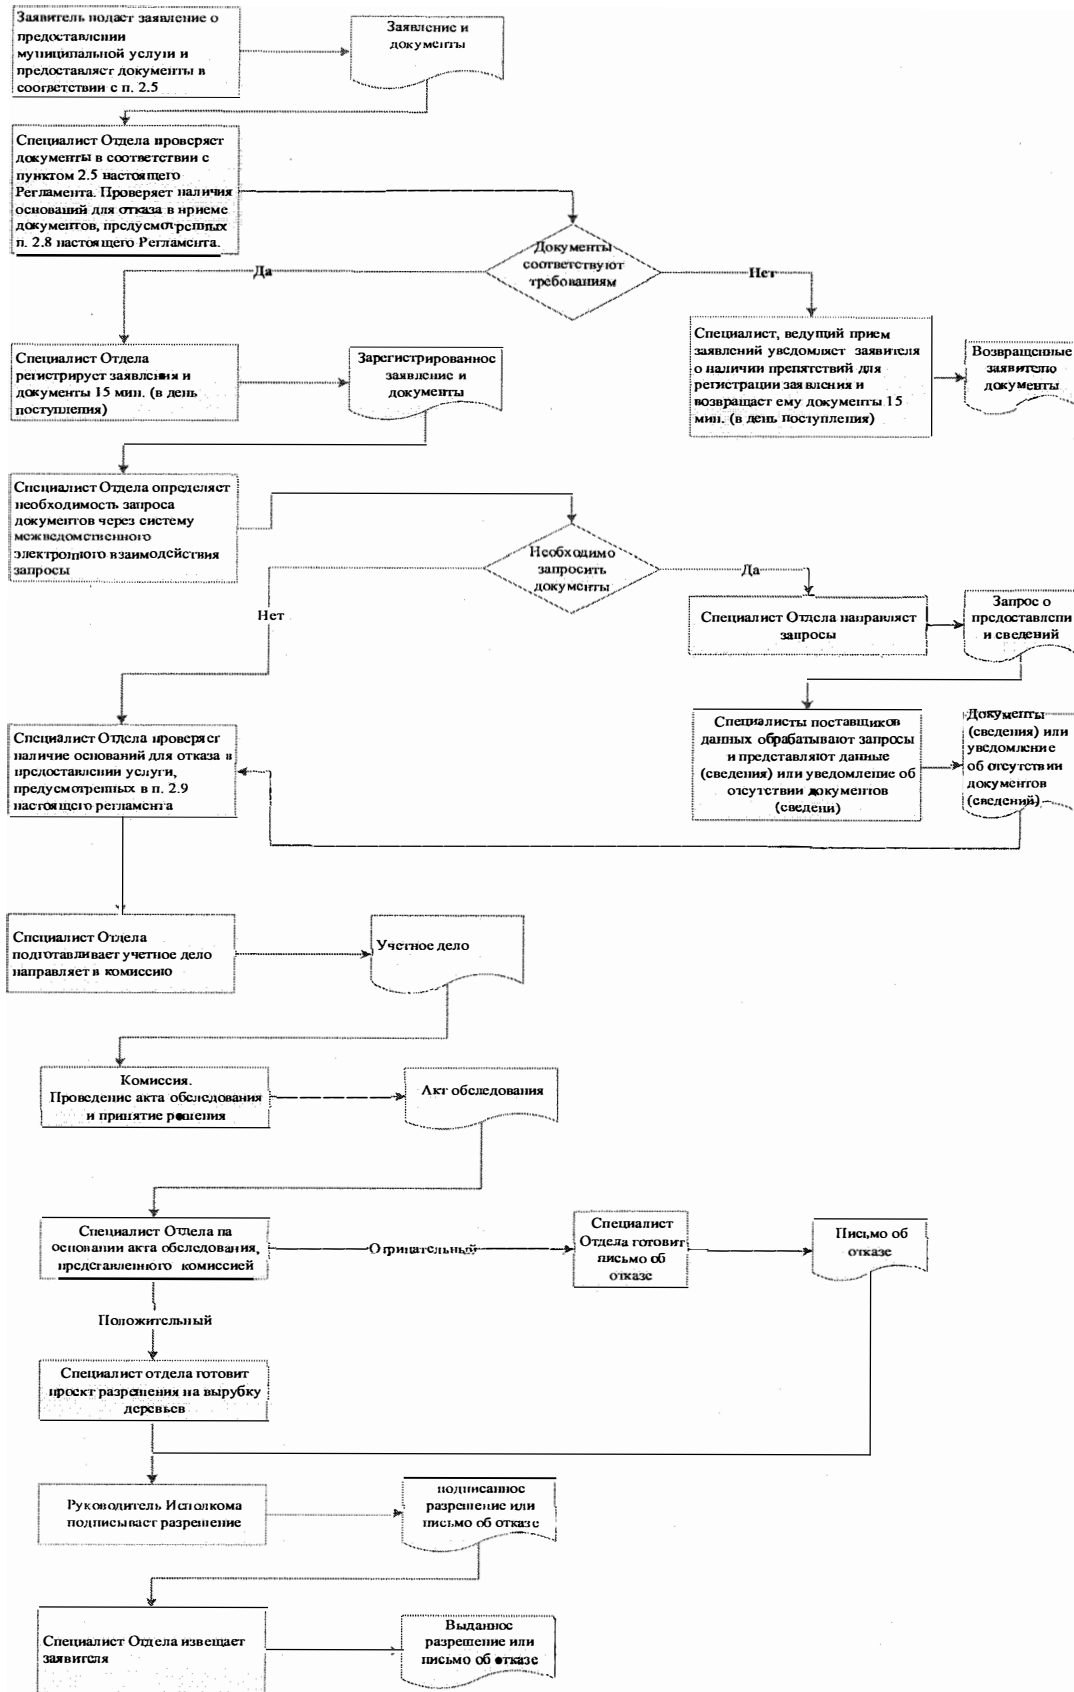 Заявитель подает заявление о
предоставлении
муниципальной услуги и
предоставляет документы в
соответствии с п. 2.5
Заявление и
документы
Специалист Отдела проверяет
документы в соответствии с
пунктом 2.5 настоящего
Регламента. Проверяет наличия
оснований для отказа в приеме
документов, предусмотренных
п. 2.8 настоящего Регламента.
Документы
соответствуют
требованиям
Да
Нет
Специалист Отдела
регистрирует заявления и
документы 15 мин. (в день
поступления)
Зарегистрированное
заявление и
документы
Специалист, ведущий прием
заявлений уведомляет заявителя
о наличии препятствий для
регистрации заявления и
возвращает ему документы 15
мин. (в день поступления)
Возвращенные
заявителю
документы
Специалист Отдела определяет
необходимость запроса
документов через систему
межведомственного
электронного взаимодействия
запросы
Необходимо
запросить
документы
Да
Нет
Специалист Отдела направляет
запросы
Запрос о
предоставлени
и сведений
Специалист Отдела проверяет
наличие оснований для отказа в
предоставлении услуги,
предусмотренных в п. 2.9
настоящего регламента
Специалисты поставщиков
данных обрабатывают запросы
и представляют данные
(сведения) или уведомление об
отсутствии документов
(сведени)
Документы
(сведения) или
уведомление
об отсутствии
документов
(сведений)
Специалист Отдела
подготавливает учетное дело
направляет в комиссию
Учетное дело
Комиссия.
Проведение акта обследования
и принятие решения
Акт обследования
Специалист Отдела на
основании акта обследования,
представленного комиссией
Отрицательный
Специалист
Отдела готовит
письмо об
отказе
Письмо об
отказе
Положительный
Специалист отдела готовит
проект разрешения на вырубку
деревьев
Руководитель Исполкома
подписывает разрешение
подписанное
разрешение или
письмо об отказе
Специалист Отдела извещает
заявителя
Выданное
разрешение или
письмо об отказе